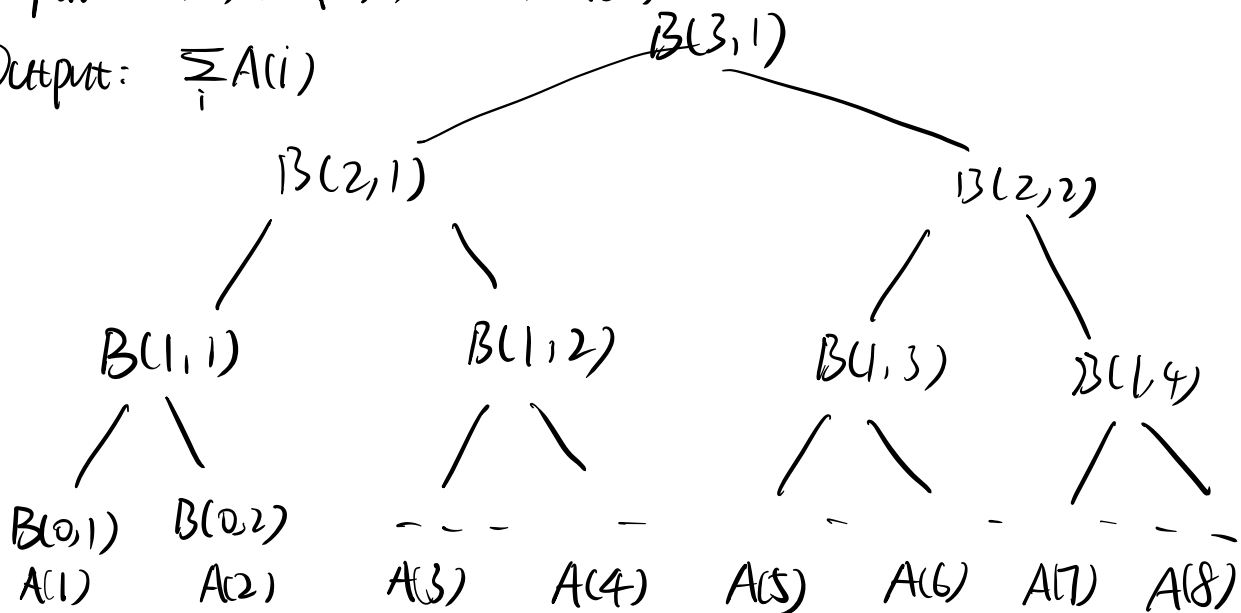 Output: Σ_i A(i)
B(3,1)
B(2,1) B(2,2)
B(1,1) B(1,2) B(1,3) B(1,4)
B(0,1) B(0,2) - - - - - - - - -
A(1) A(2) A(3) A(4) A(5) A(6) A(7) A(8)